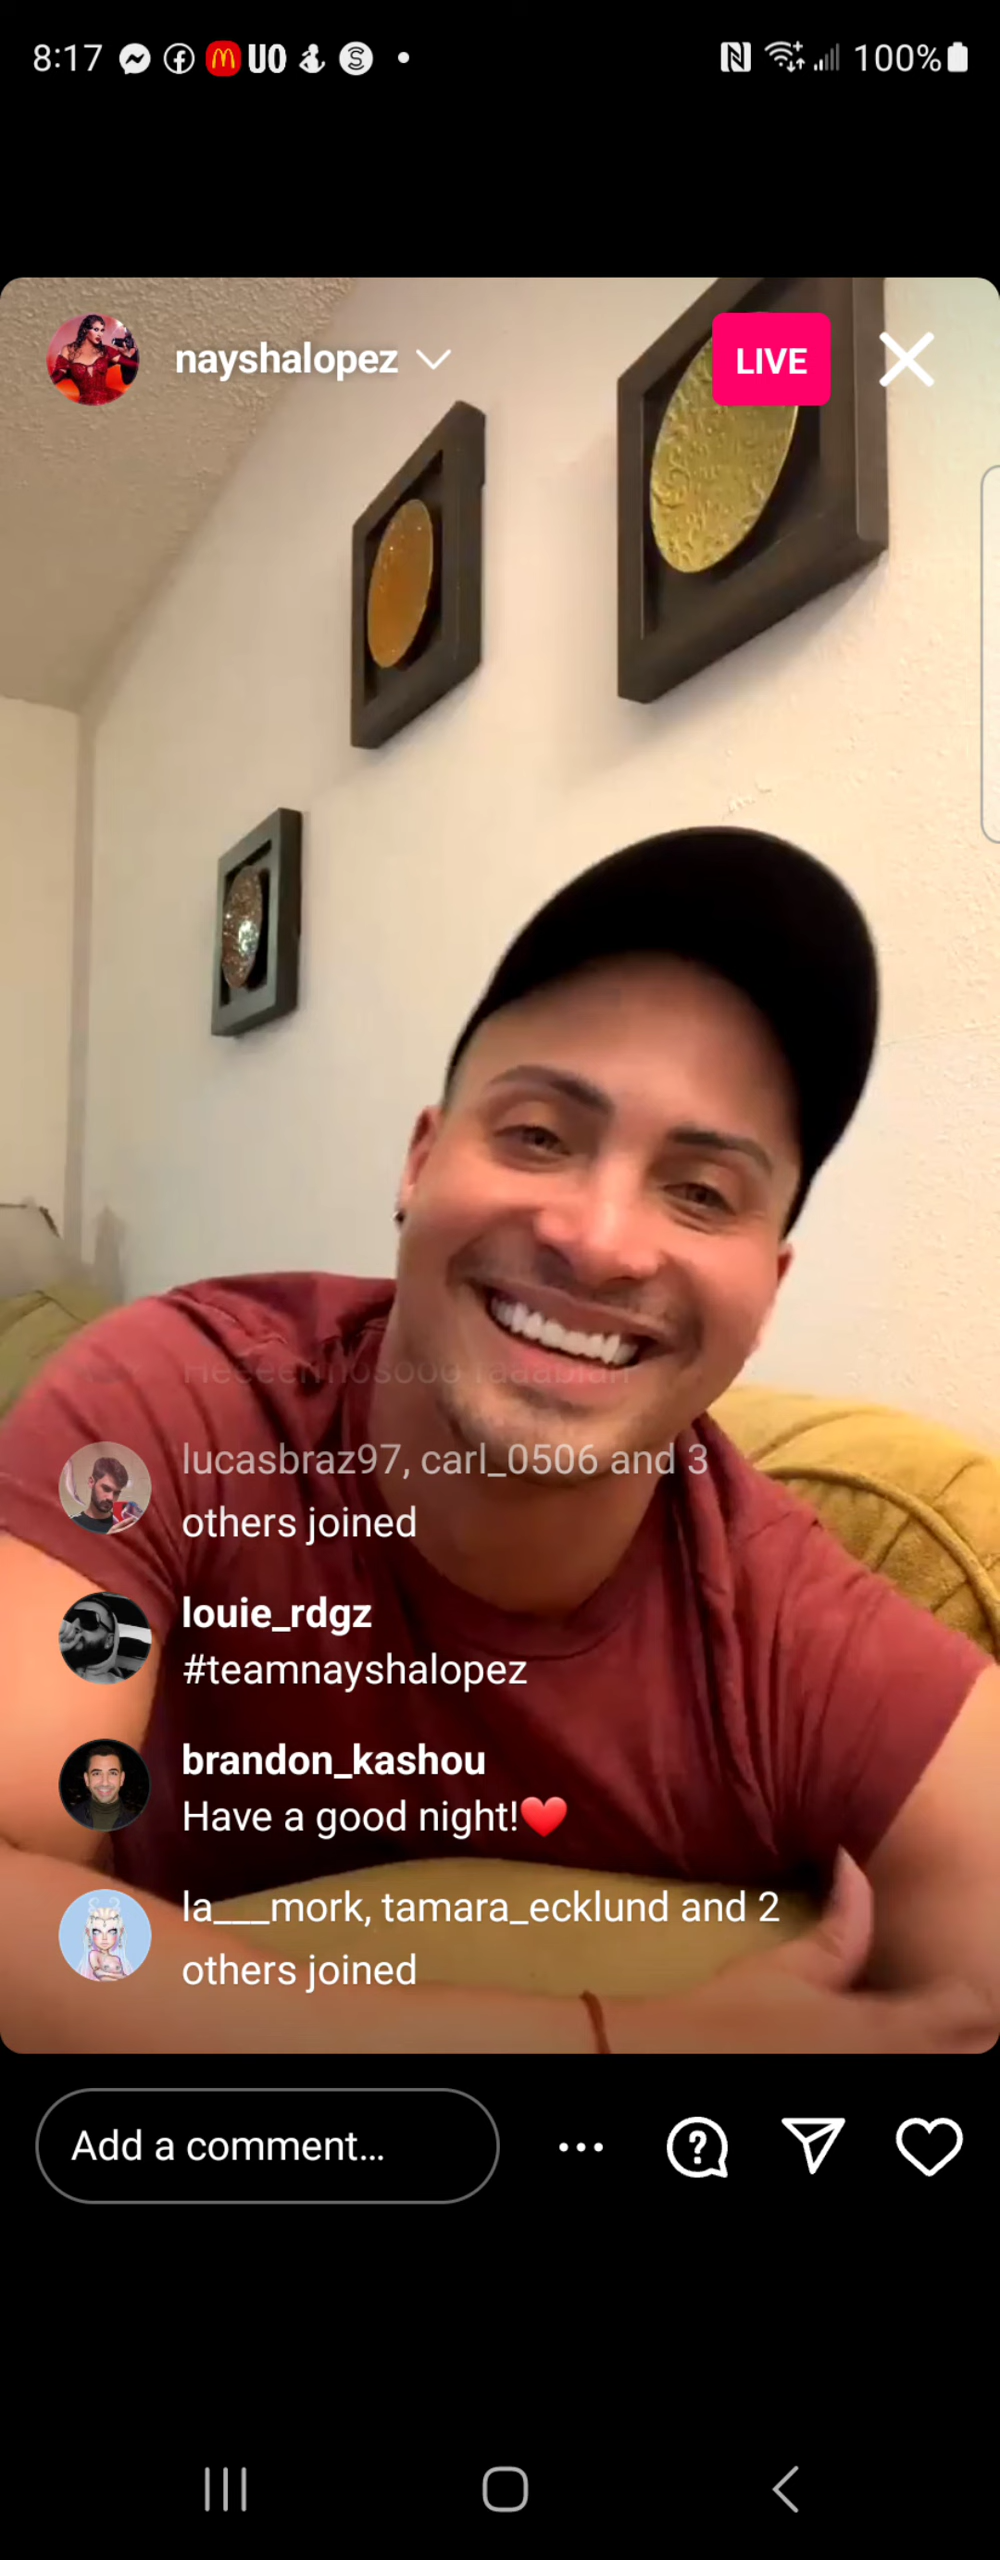 8:17
UO
100%
nayshalopez
LIVE
lucasbraz97, carl_0506 and 3
others joined
louie_rdgz
#teamnayshalopez
brandon_kashou
Have a good night!❤️
la___mork, tamara_ecklund and 2
others joined
Add a comment...